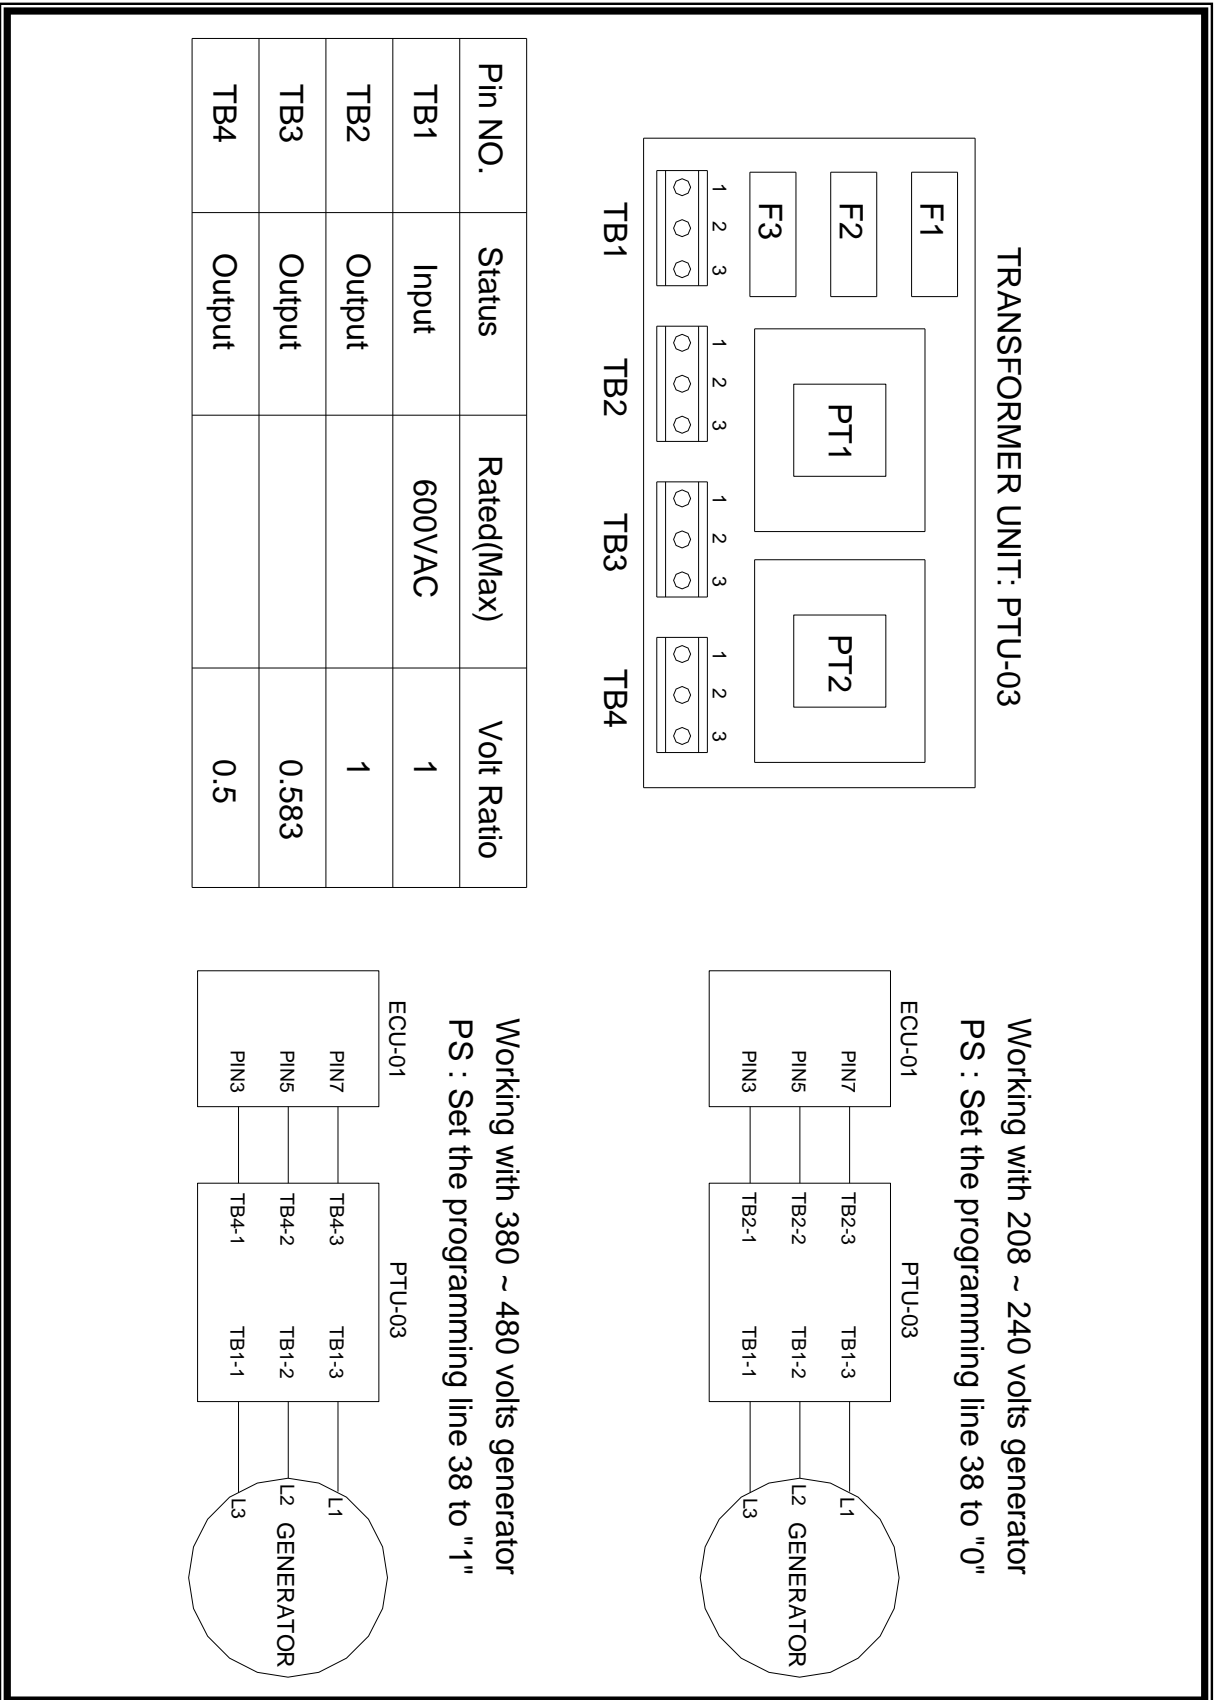 TRANSFORMER UNIT: PTU-03
F1
F2
F3
PT1
PT2
1 2 3
1 2 3
1 2 3
1 2 3
TB1
TB2
TB3
TB4
Pin NO. Status Rated(Max) Volt Ratio
TB1 Input 600VAC 1
TB2 Output 1
TB3 Output 0.583
TB4 Output 0.5
Working with 208 ~ 240 volts generator
PS : Set the programming line 38 to "0"
ECU-01
PTU-03
PIN7 TB2-3 TB1-3 L1
PIN5 TB2-2 TB1-2 L2 GENERATOR
PIN3 TB2-1 TB1-1 L3
Working with 380 ~ 480 volts generator
PS : Set the programming line 38 to "1"
ECU-01
PTU-03
PIN7 TB4-3 TB1-3 L1
PIN5 TB4-2 TB1-2 L2 GENERATOR
PIN3 TB4-1 TB1-1 L3